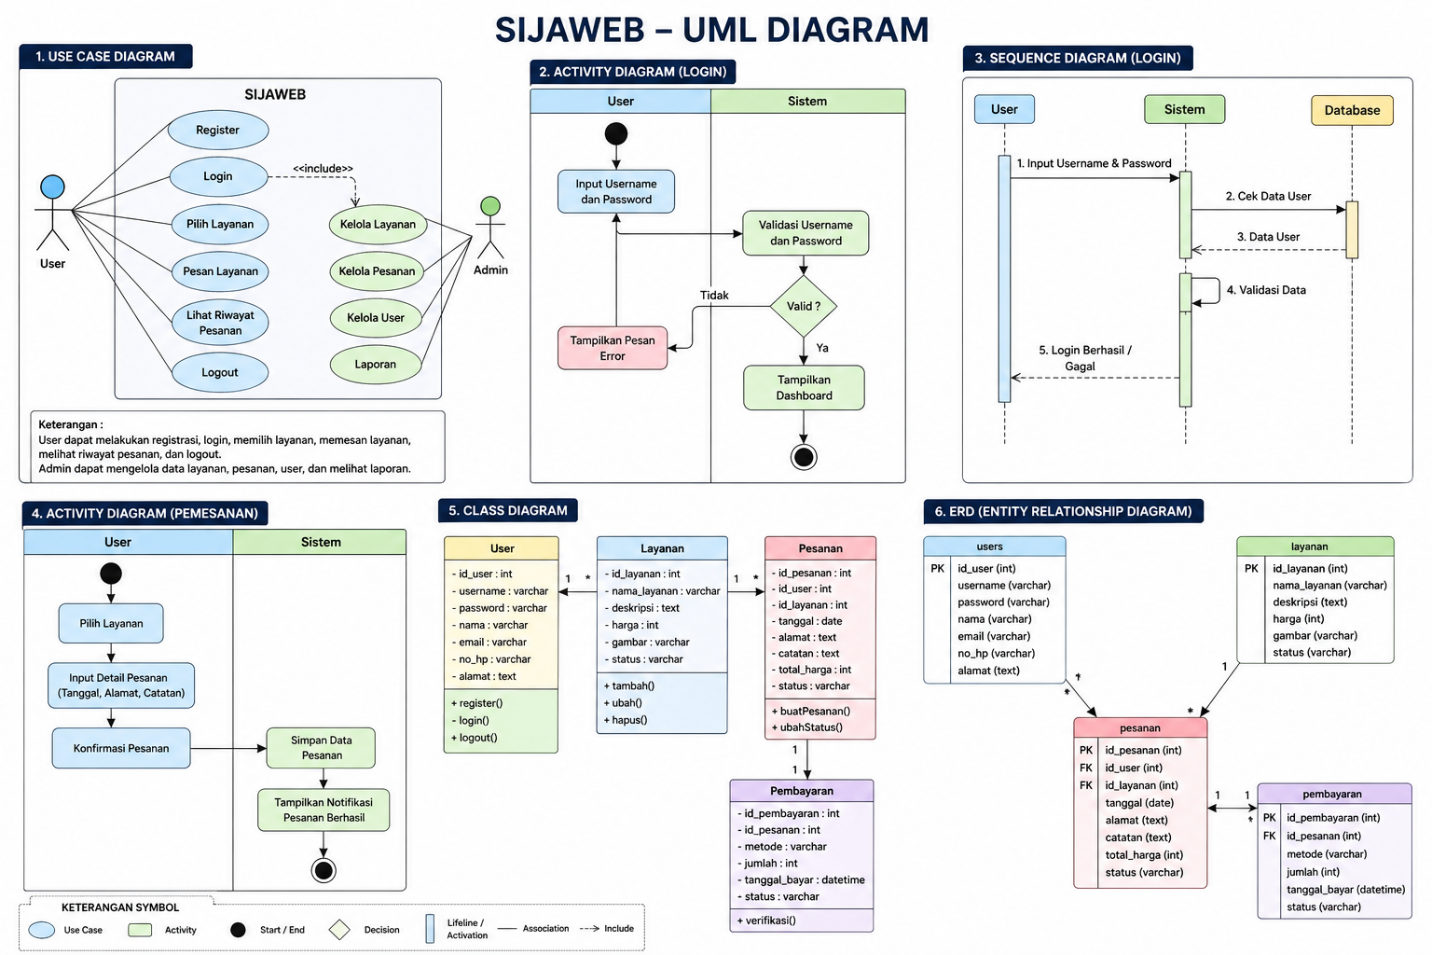 SIJAWEB – UML DIAGRAM
1. USE CASE DIAGRAM
SIJAWEB
Register
Login
<<include>>
Pilih Layanan
Pesan Layanan
Lihat Riwayat
Pesanan
Logout
Kelola Layanan
Kelola Pesanan
Kelola User
Laporan
User
Admin
Keterangan :
User dapat melakukan registrasi, login, memilih layanan, memesan layanan,
melihat riwayat pesanan, dan logout.
Admin dapat mengelola data layanan, pesanan, user, dan melihat laporan.
2. ACTIVITY DIAGRAM (LOGIN)
User
Sistem
Input Username
dan Password
Validasi Username
dan Password
Valid ?
Tidak
Tampilkan Pesan
Error
Ya
Tampilkan
Dashboard
3. SEQUENCE DIAGRAM (LOGIN)
User
Sistem
Database
1. Input Username & Password
2. Cek Data User
3. Data User
4. Validasi Data
5. Login Berhasil /
Gagal
4. ACTIVITY DIAGRAM (PEMESANAN)
User
Sistem
Pilih Layanan
Input Detail Pesanan
(Tanggal, Alamat, Catatan)
Konfirmasi Pesanan
Simpan Data
Pesanan
Tampilkan Notifikasi
Pesanan Berhasil
5. CLASS DIAGRAM
User
- id_user : int
- username : varchar
- password : varchar
- nama : varchar
- email : varchar
- no_hp : varchar
- alamat : text
+ register()
- login()
+ logout()
1 *
Layanan
- id_layanan : int
- nama_layanan : varchar
- deskripsi : text
- harga : int
- gambar : varchar
- status : varchar
+ tambah()
+ ubah()
+ hapus()
1 *
Pesanan
- id_pesanan : int
- id_user : int
- id_layanan : int
- tanggal : date
- alamat : text
- catatan : text
- total_harga : int
- status : varchar
+ buatPesanan()
+ ubahStatus()
1
1
Pembayaran
- id_pembayaran : int
- id_pesanan : int
- metode : varchar
- jumlah : int
- tanggal_bayar : datetime
- status : varchar
+ verifikasi()
6. ERD (ENTITY RELATIONSHIP DIAGRAM)
users
PK id_user (int)
username (varchar)
password (varchar)
nama (varchar)
email (varchar)
no_hp (varchar)
alamat (text)
layanan
PK id_layanan (int)
nama_layanan (varchar)
deskripsi (text)
harga (int)
gambar (varchar)
status (varchar)
1
*
*
pesanan
PK id_pesanan (int)
FK id_user (int)
FK id_layanan (int)
tanggal (date)
alamat (text)
catatan (text)
total_harga (int)
status (varchar)
1 1
*
pembayaran
PK id_pembayaran (int)
FK id_pesanan (int)
metode (varchar)
jumlah (int)
tanggal_bayar (datetime)
status (varchar)
KETERANGAN SYMBOL
Use Case
Activity
Start / End
Decision
Lifeline /
Activation
Association
Include